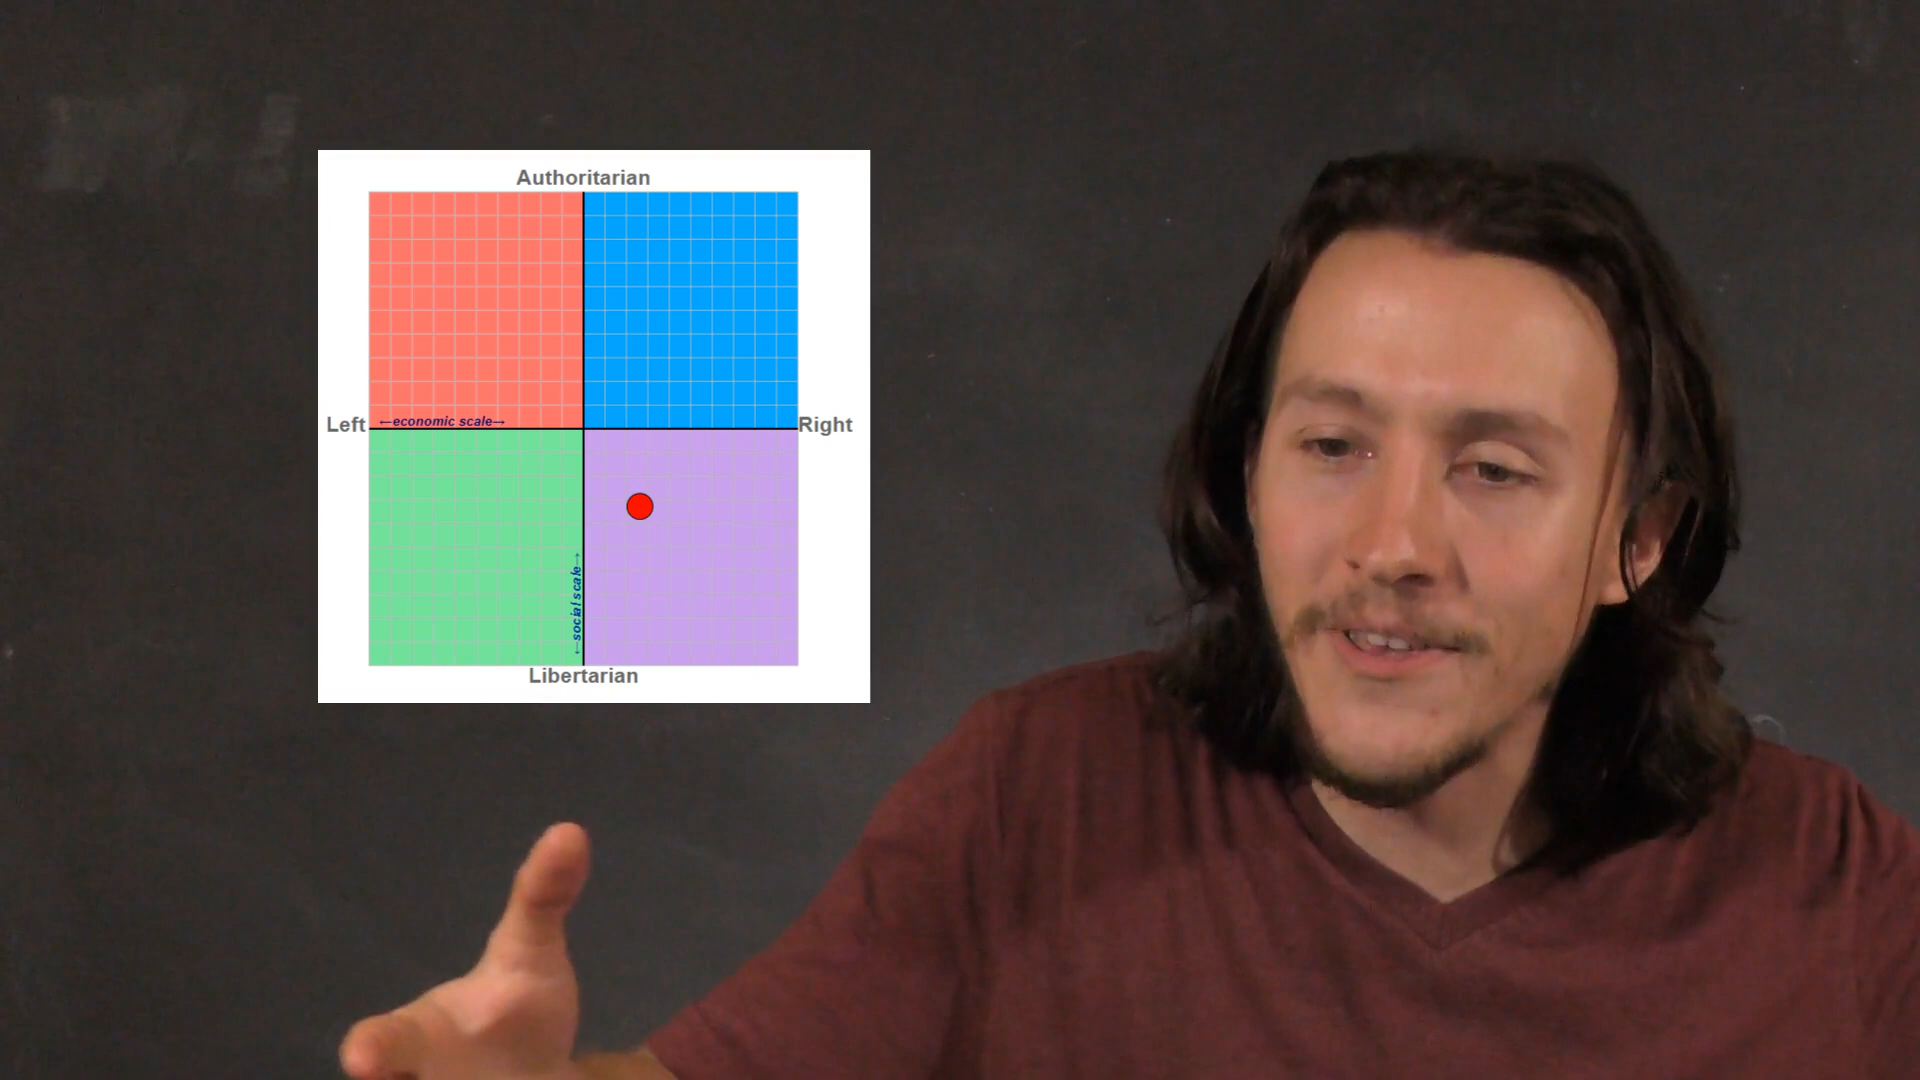 Authoritarian
Left
←economic scale→
Right
←social scale→
Libertarian